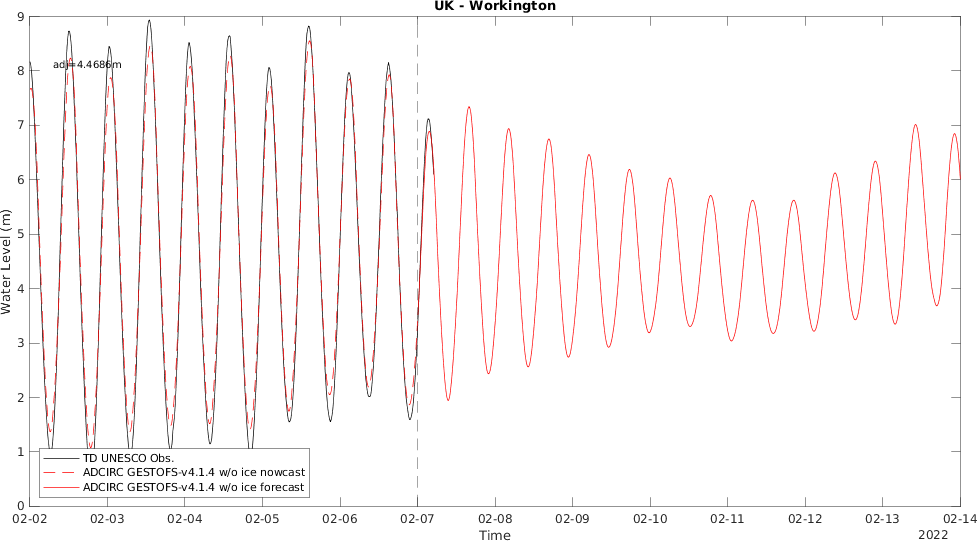 UK - Workington
9
8
7
6
5
4
3
2
1
0
Water Level (m)
adj=4.4686m
TD UNESCO Obs.
ADCIRC GESTOFS-v4.1.4 w/o ice nowcast
ADCIRC GESTOFS-v4.1.4 w/o ice forecast
02-02 02-03 02-04 02-05 02-06 02-07 02-08 02-09 02-10 02-11 02-12 02-13 02-14
Time
2022